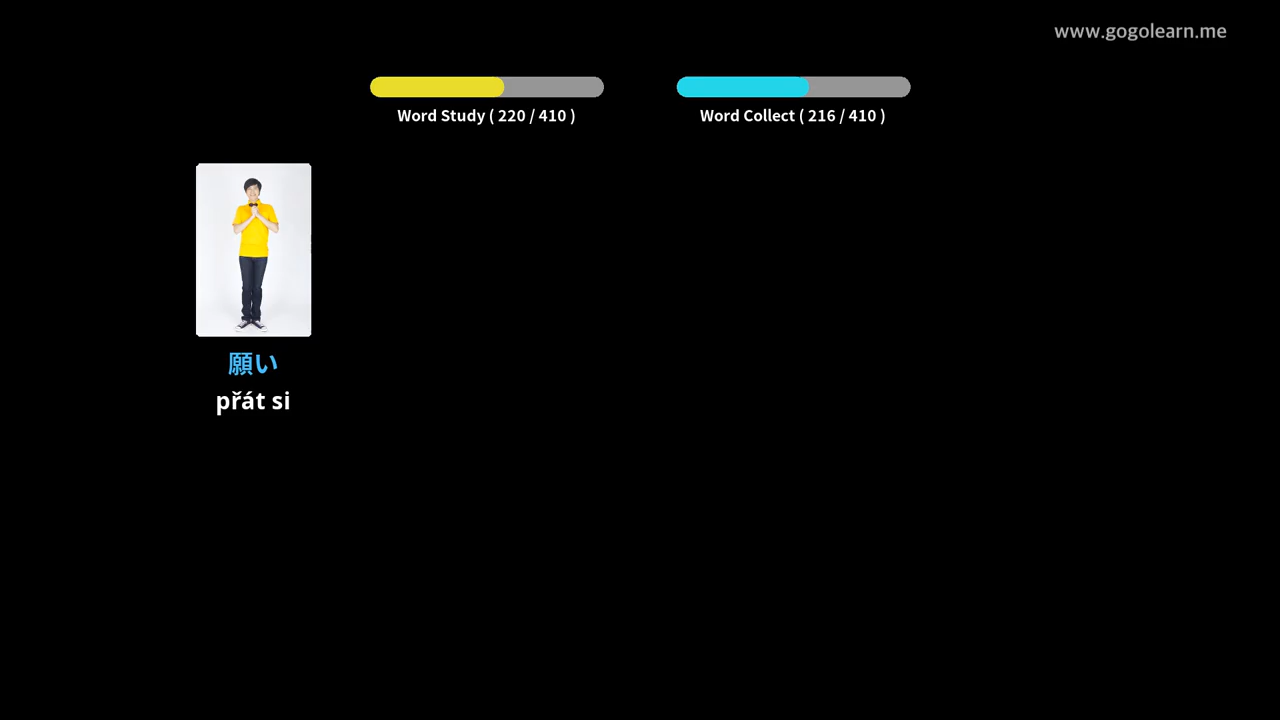 www.gogolearn.me
Word Study ( 220 / 410 )
Word Collect ( 216 / 410 )
願い
přát si